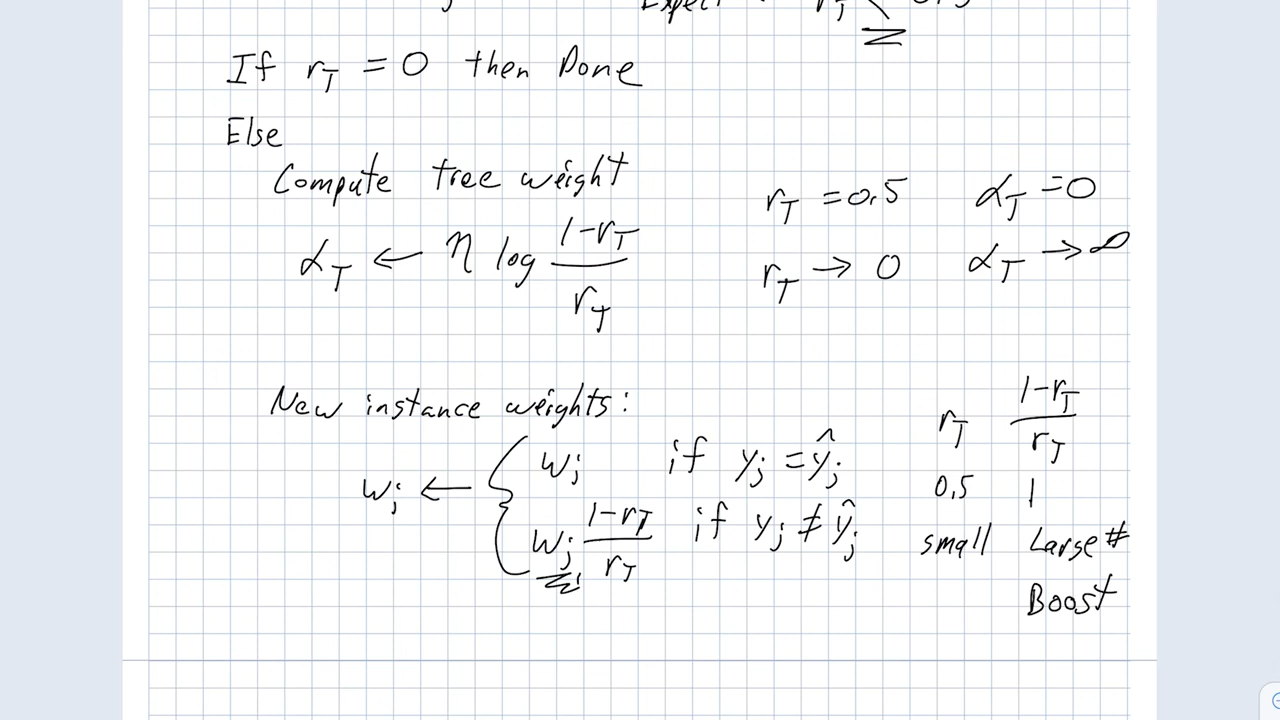 If r_T = 0 then Done
Else
Compute tree weight
r_T = 0.5 α_T = 0
α_T ← η log (1-r_T)/r_T
r_T → 0 α_T → ∞
New instance weights:
r_T (1-r_T)/r_T
w_j ← { w_j if y_j = ŷ_j
0.5 1
w_j (1-r_T)/r_T if y_j ≠ ŷ_j
small Large #
Boost